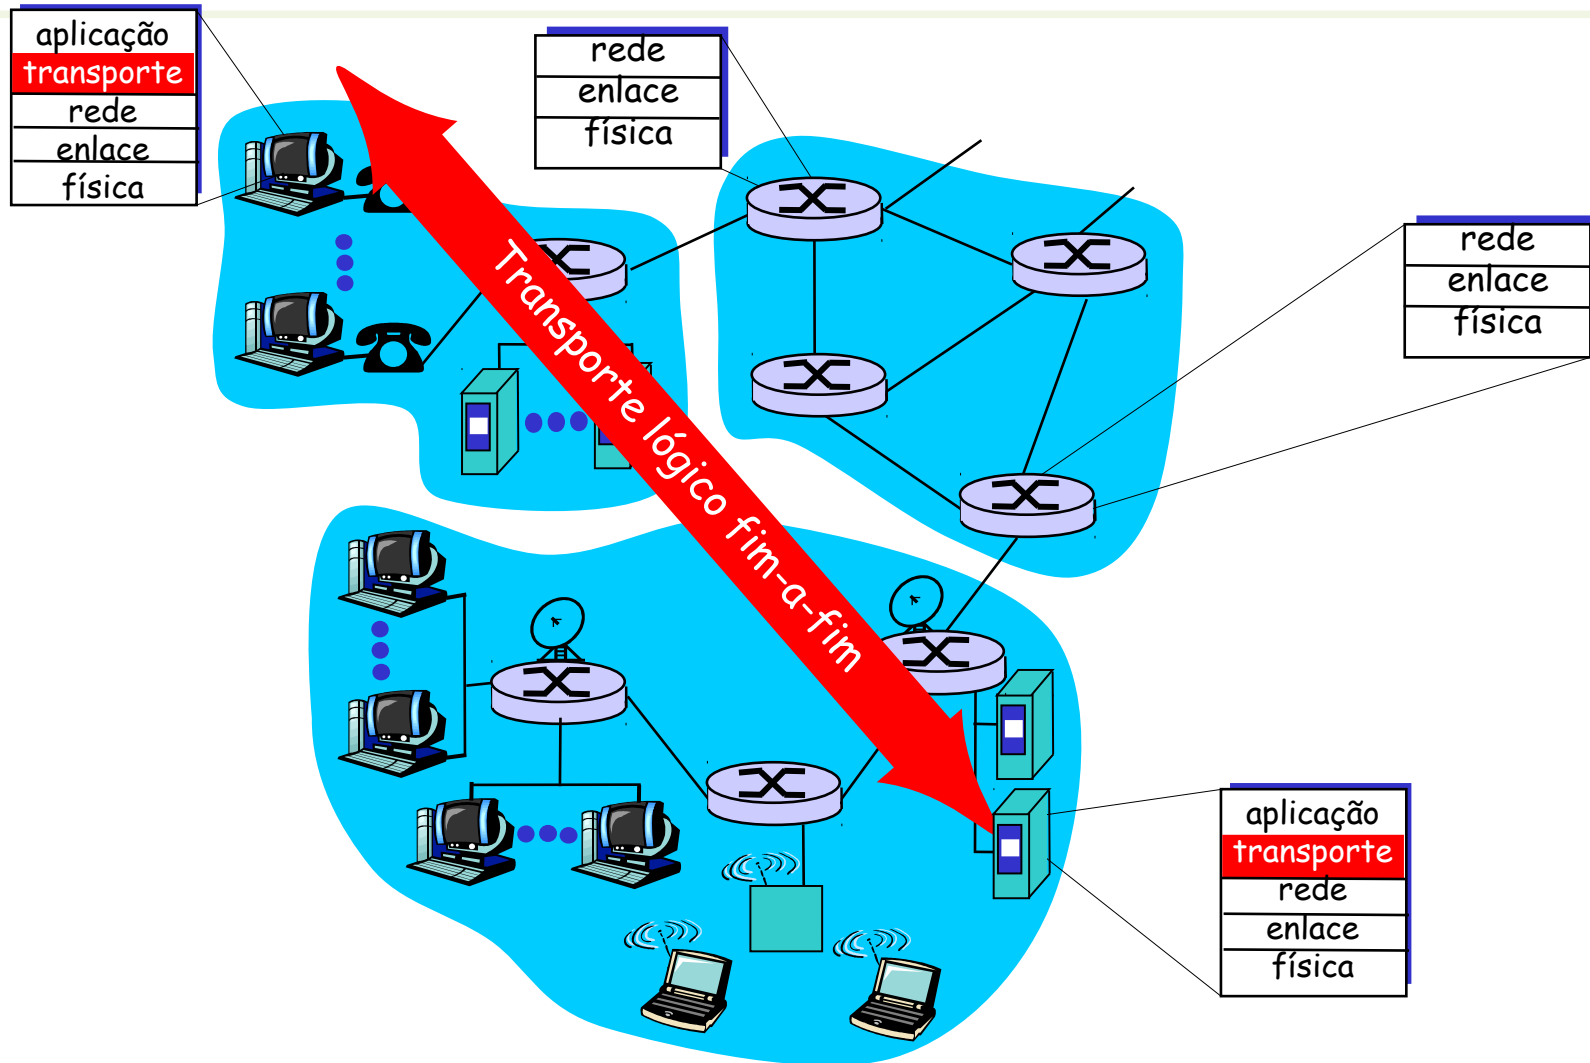 aplicação
transporte
rede
enlace
física
rede
enlace
física
rede
enlace
física
Transporte lógico fim-a-fim
aplicação
transporte
rede
enlace
física